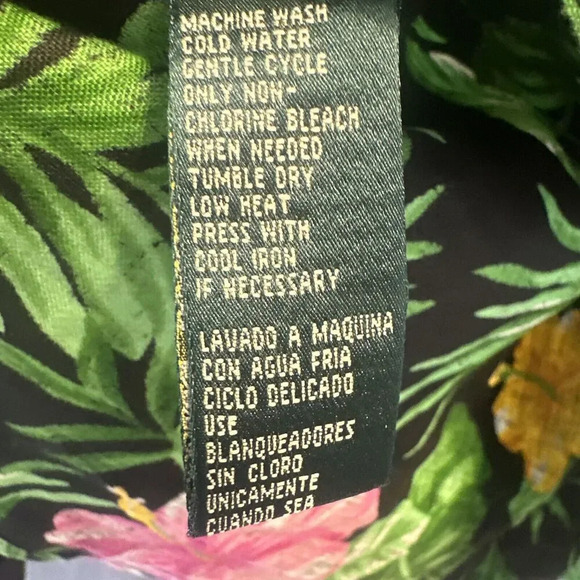 MACHINE WASH
COLD WATER
GENTLE CYCLE
ONLY NON-
CHLORINE BLEACH
WHEN NEEDED
TUMBLE DRY
LOW HEAT
PRESS WITH
COOL IRON
IF NECESSARY
LAVADO A MAQUINA
CON AGUA FRIA
CICLO DELICADO
USE
BLANQUEADORES
SIN CLORO
UNICAMENTE
CUANDO SEA